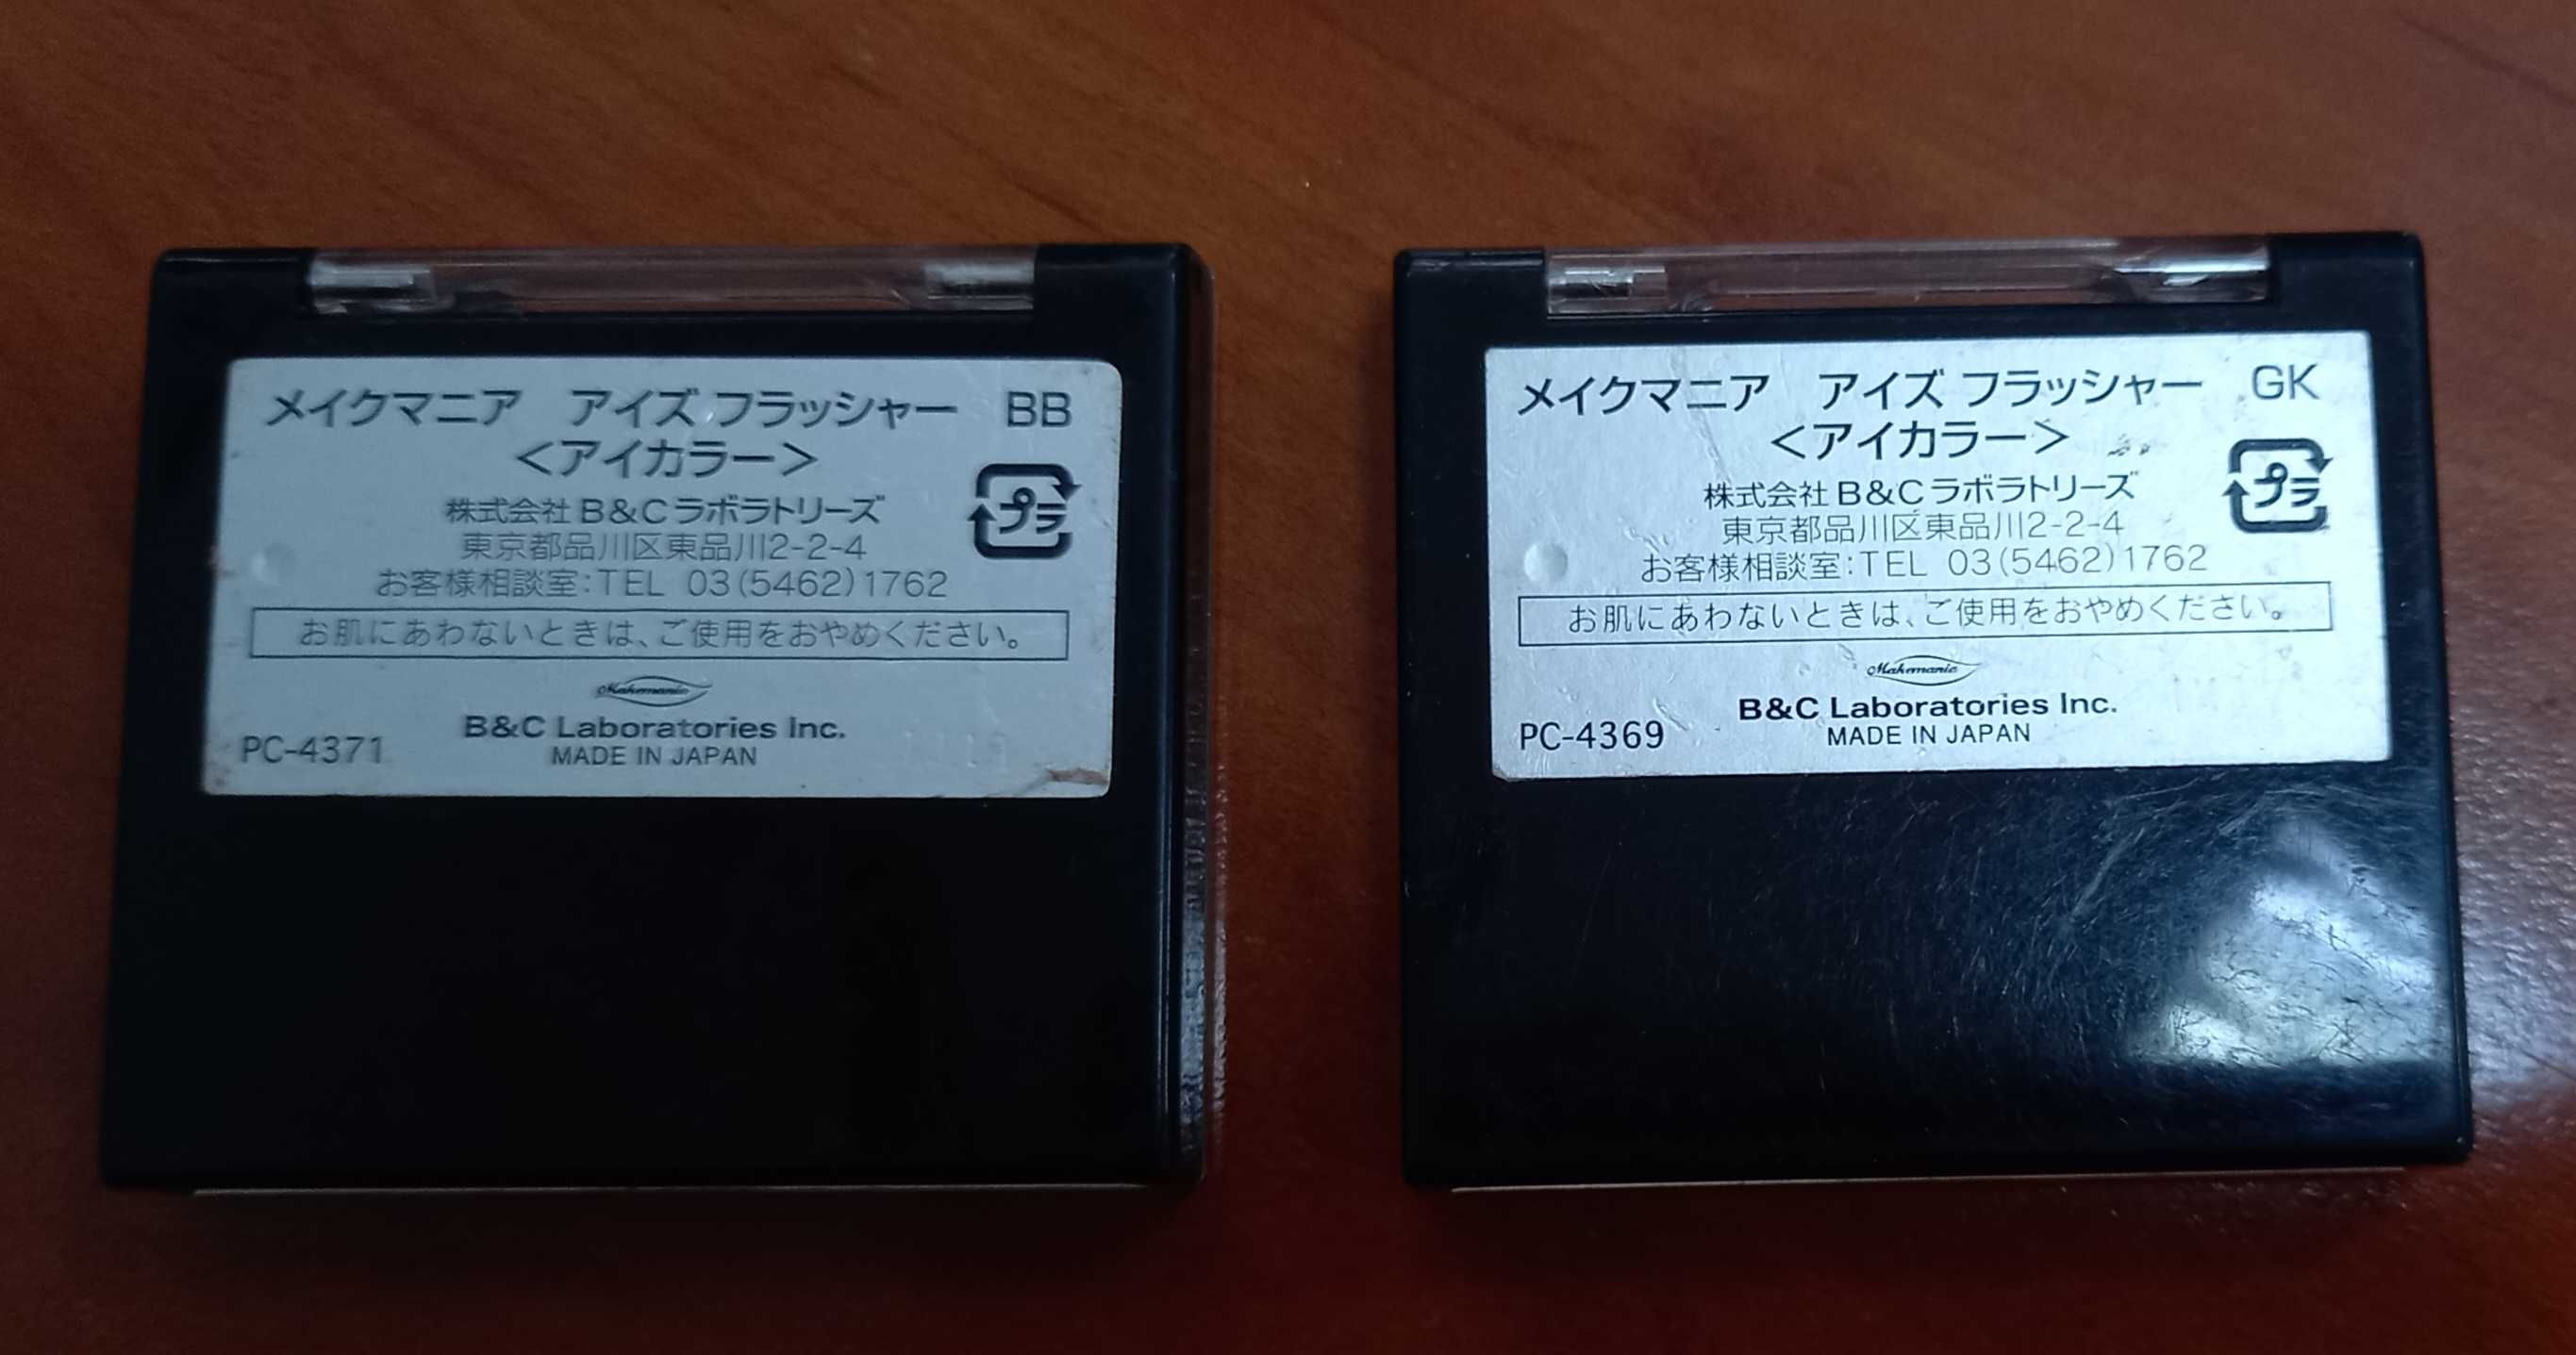 メイクマニア アイズ フラッシャー BB
<アイカラー>
プラ
株式会社B&Cラボラトリーズ
東京都品川区東品川2-2-4
お客様相談室:TEL 03(5462)1762
お肌にあわないときは、ご使用をおやめください。
Makemania
B&C Laboratories Inc.
PC-4371
MADE IN JAPAN
メイクマニア アイズ フラッシャー GK
<アイカラー>
プラ
株式会社B&Cラボラトリーズ
東京都品川区東品川2-2-4
お客様相談室:TEL 03(5462)1762
お肌にあわないときは、ご使用をおやめください。
Makemania
B&C Laboratories Inc.
PC-4369
MADE IN JAPAN